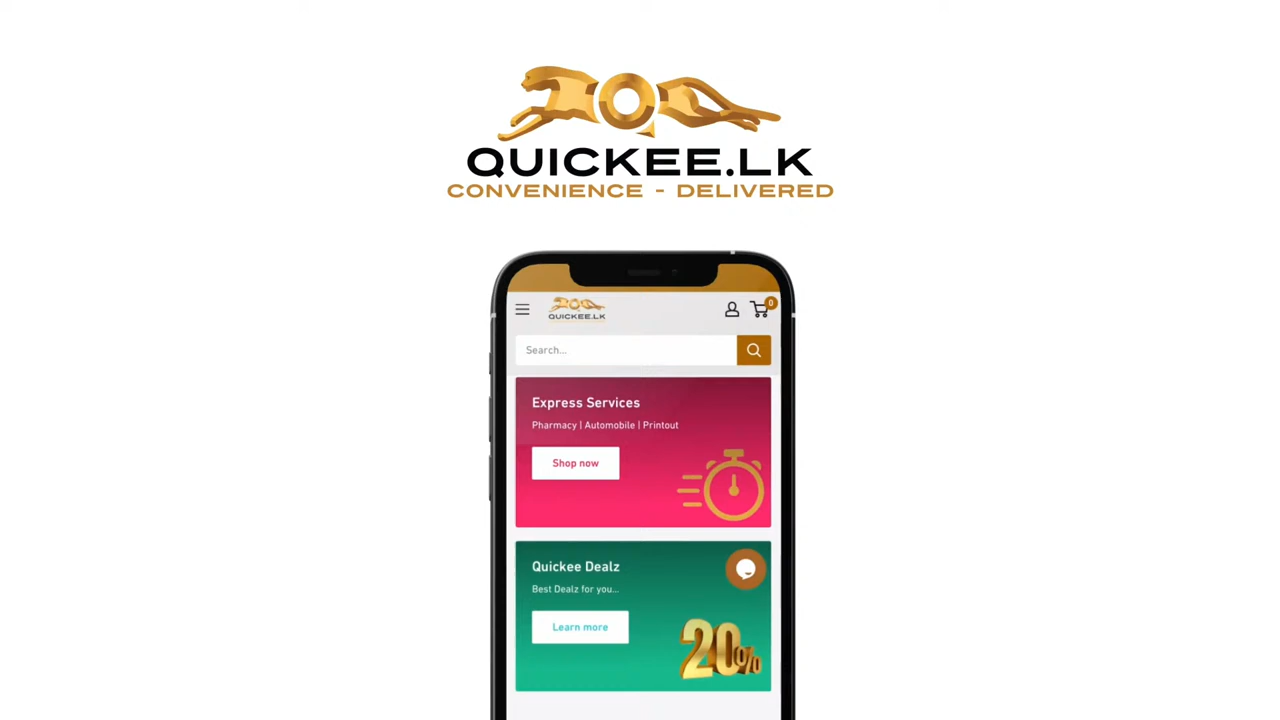 QUICKEE.LK
CONVENIENCE - DELIVERED
QUICKEE.LK
0
Search...
Express Services
Pharmacy | Automobile | Printout
Shop now
Quickee Dealz
Best Dealz for you...
Learn more
20%